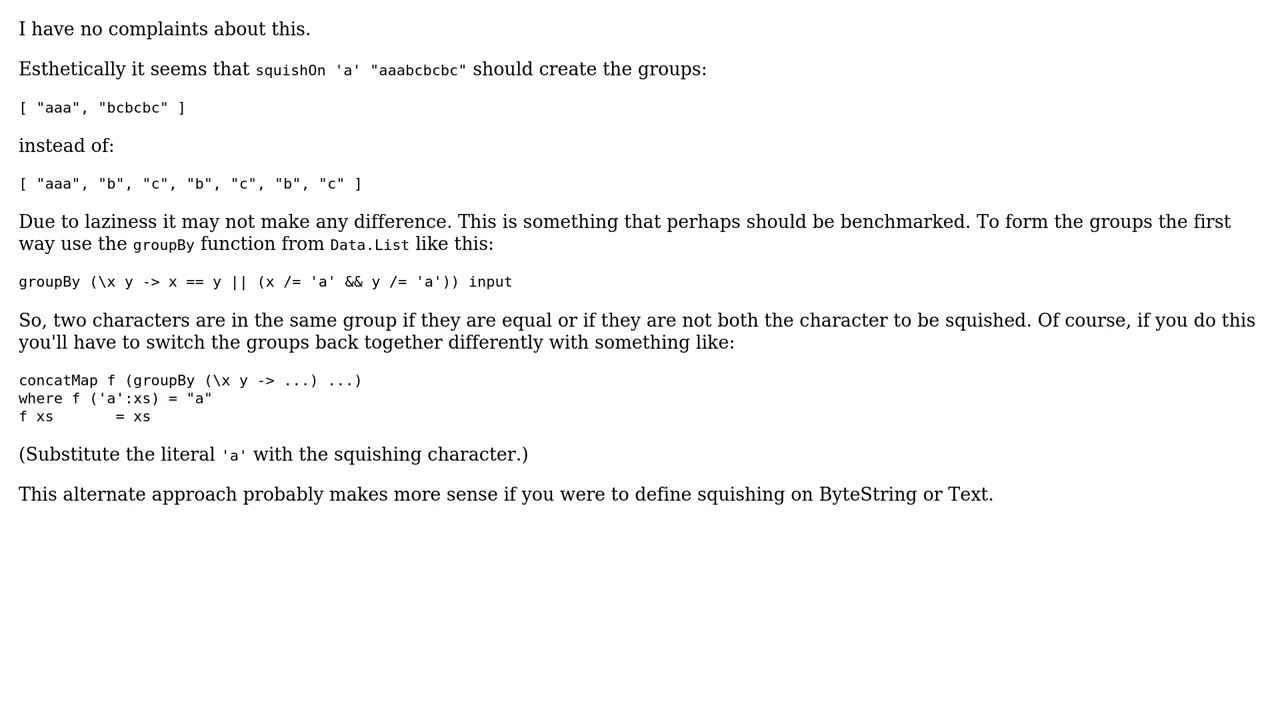 I have no complaints about this.
Esthetically it seems that squishOn 'a' "aaabcbcbc" should create the groups:
[ "aaa", "bcbcbc" ]
instead of:
[ "aaa", "b", "c", "b", "c", "b", "c" ]
Due to laziness it may not make any difference. This is something that perhaps should be benchmarked. To form the groups the first
way use the groupBy function from Data.List like this:
groupBy (\x y -> x == y || (x /= 'a' && y /= 'a')) input
So, two characters are in the same group if they are equal or if they are not both the character to be squished. Of course, if you do this
you'll have to switch the groups back together differently with something like:
concatMap f (groupBy (\x y -> ...) ...)
where f ('a':xs) = "a"
f xs       = xs
(Substitute the literal 'a' with the squishing character.)
This alternate approach probably makes more sense if you were to define squishing on ByteString or Text.